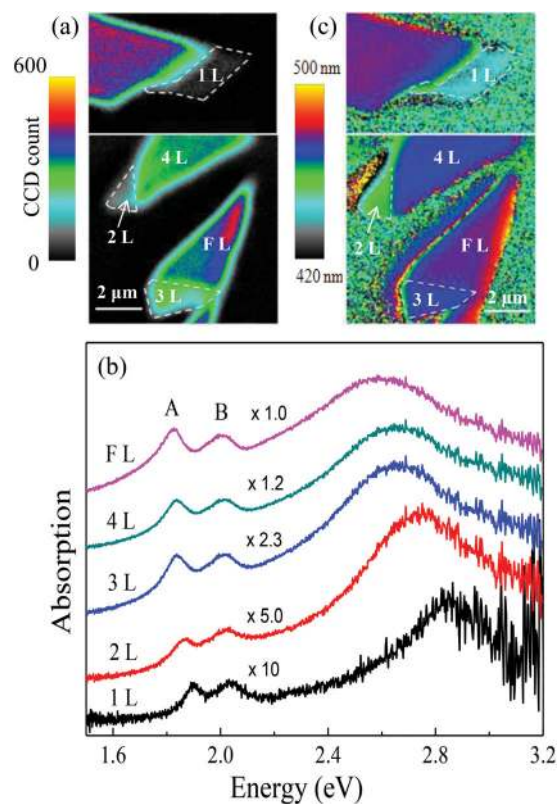 (a)
(c)
600
CCD count
0
1 L
4 L
2 L
F L
3 L
2 μm
500 nm
420 nm
1 L
4 L
2 L
F L
3 L
2 μm
(b)
A
B
x 1.0
F L
x 1.2
4 L
x 2.3
3 L
x 5.0
2 L
x 10
1 L
Absorption
1.6
2.0
2.4
2.8
3.2
Energy (eV)